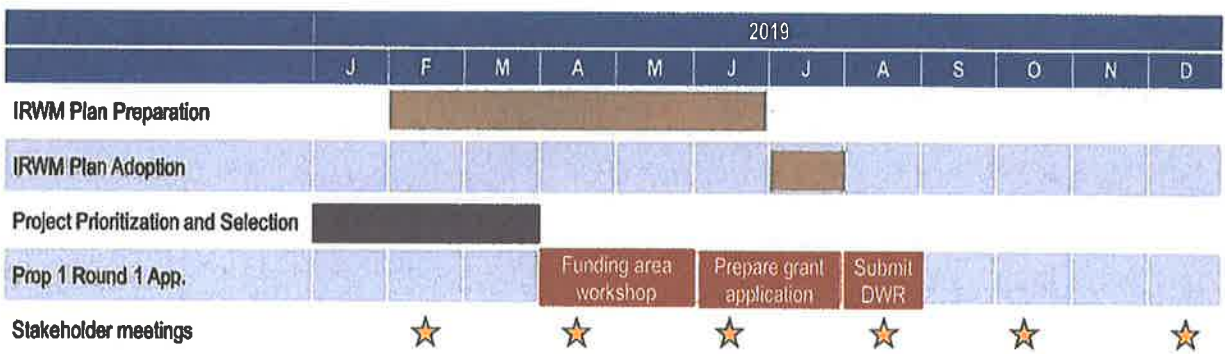 2019
J F M A M J J A S O N D
IRWM Plan Preparation
IRWM Plan Adoption
Project Prioritization and Selection
Prop 1 Round 1 App.
Funding area
workshop
Prepare grant
application
Submit
DWR
Stakeholder meetings